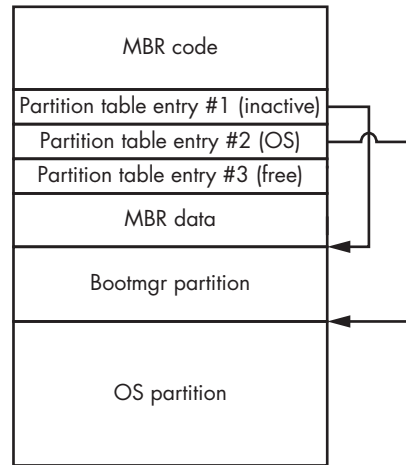 MBR code
Partition table entry #1 (inactive)
Partition table entry #2 (OS)
Partition table entry #3 (free)
MBR data
Bootmgr partition
OS partition